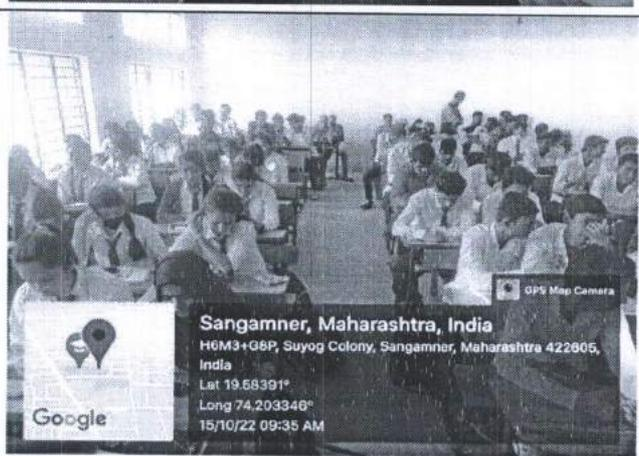 GPS Map Camera
Sangamner, Maharashtra, India
H6M3+G8P, Suyog Colony, Sangamner, Maharashtra 422605,
India
Lat 19.58391°
Long 74.203346°
15/10/22 09:35 AM
Google